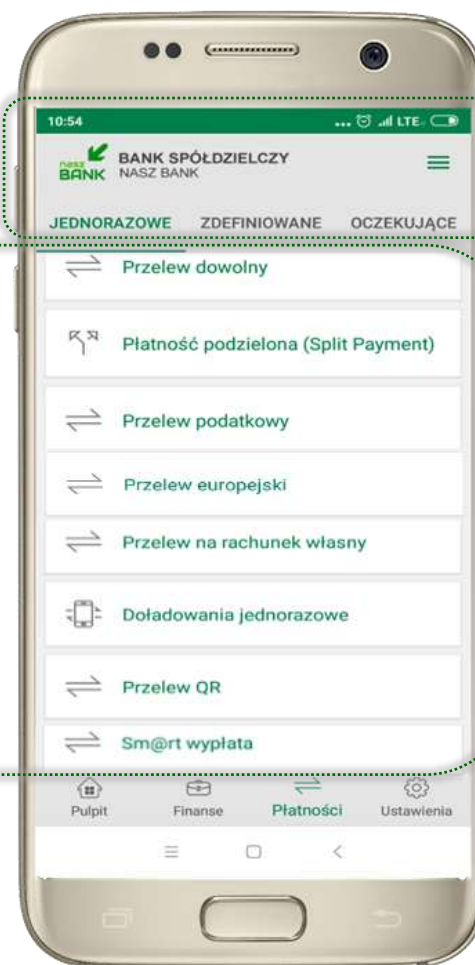 10:54
... LTE
nasz BANK
BANK SPÓŁDZIELCZY
NASZ BANK
JEDNORAZOWE ZDEFINIOWANE OCZEKUJĄCE
Przelew dowolny
Płatność podzielona (Split Payment)
Przelew podatkowy
Przelew europejski
Przelew na rachunek własny
Doładowania jednorazowe
Przelew QR
Sm@rt wypłata
Pulpit Finanse Płatności Ustawienia